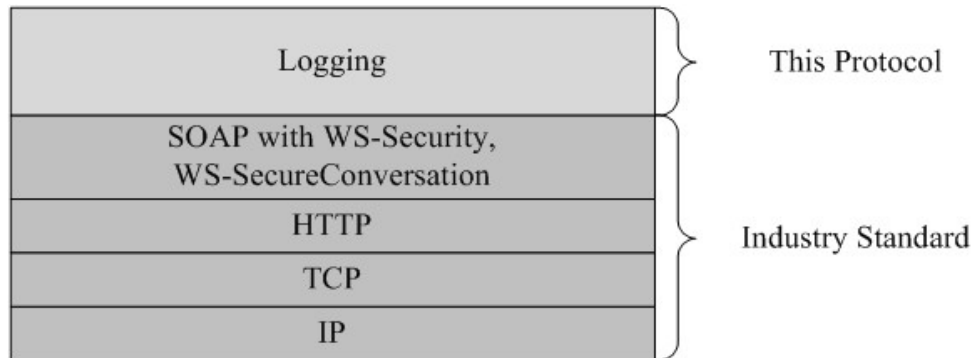 Logging
This Protocol
SOAP with WS-Security,
WS-SecureConversation
HTTP
Industry Standard
TCP
IP